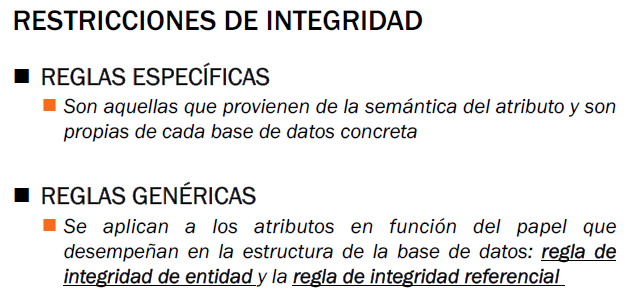 RESTRICCIONES DE INTEGRIDAD
REGLAS ESPECÍFICAS
Son aquellas que provienen de la semántica del atributo y son
propias de cada base de datos concreta
REGLAS GENÉRICAS
Se aplican a los atributos en función del papel que
desempeñan en la estructura de la base de datos: regla de
integridad de entidad y la regla de integridad referencial